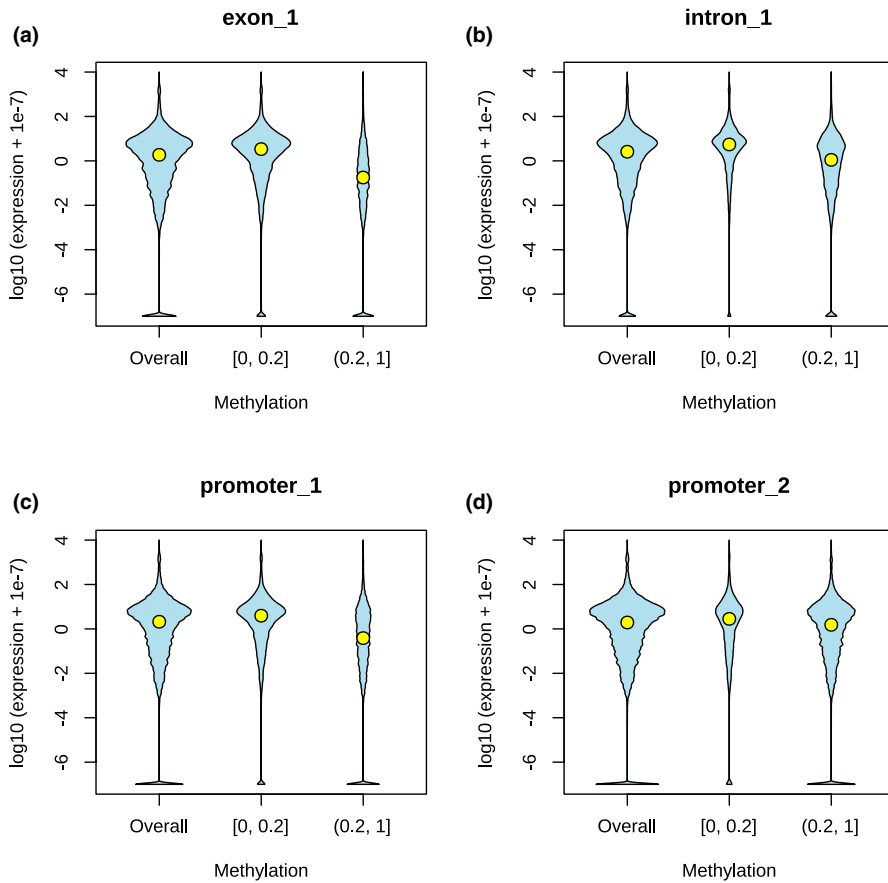 (a)
exon_1
log10 (expression + 1e-7)
4
2
0
-2
-4
-6
Overall [0, 0.2] (0.2, 1]
Methylation
(b)
intron_1
log10 (expression + 1e-7)
4
2
0
-2
-4
-6
Overall [0, 0.2] (0.2, 1]
Methylation
(c)
promoter_1
log10 (expression + 1e-7)
4
2
0
-2
-4
-6
Overall [0, 0.2] (0.2, 1]
Methylation
(d)
promoter_2
log10 (expression + 1e-7)
4
2
0
-2
-4
-6
Overall [0, 0.2] (0.2, 1]
Methylation